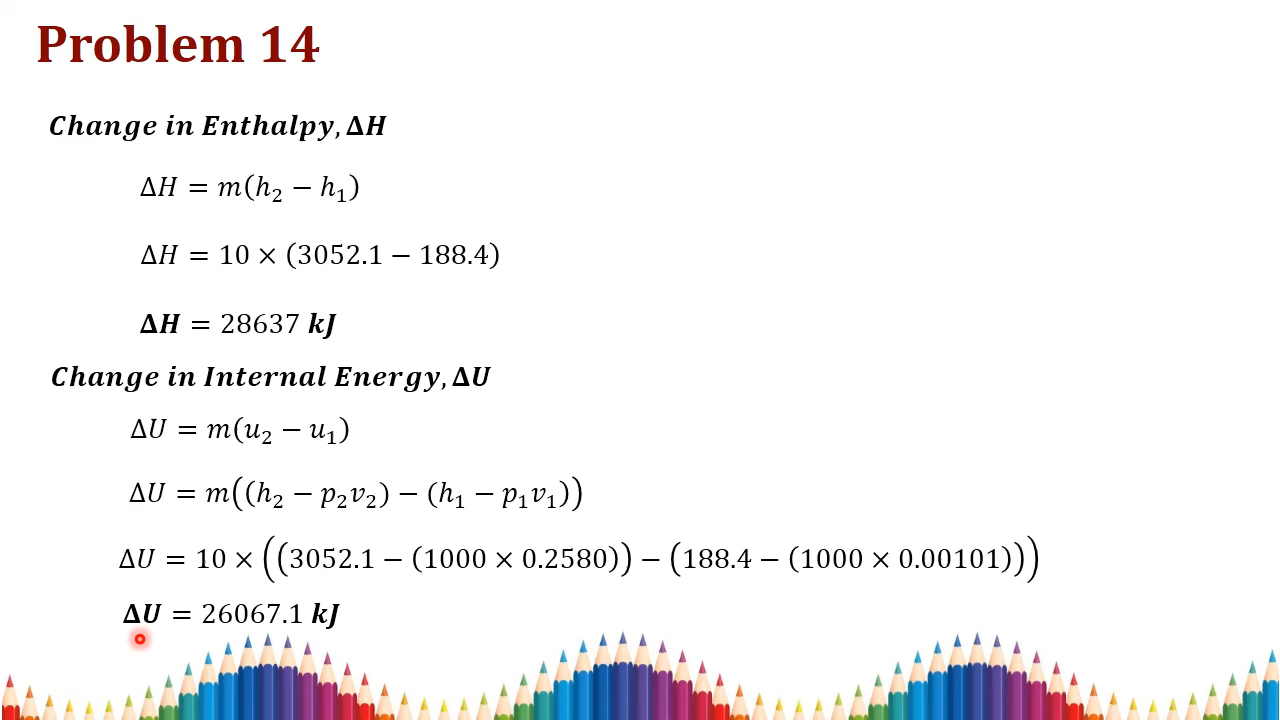 Problem 14
Change in Enthalpy, ΔH
ΔH = m(h₂ − h₁)
ΔH = 10 × (3052.1 − 188.4)
ΔH = 28637 kJ
Change in Internal Energy, ΔU
ΔU = m(u₂ − u₁)
ΔU = m((h₂ − p₂v₂) − (h₁ − p₁v₁))
ΔU = 10 × ((3052.1 − (1000 × 0.2580)) − (188.4 − (1000 × 0.00101)))
ΔU = 26067.1 kJ